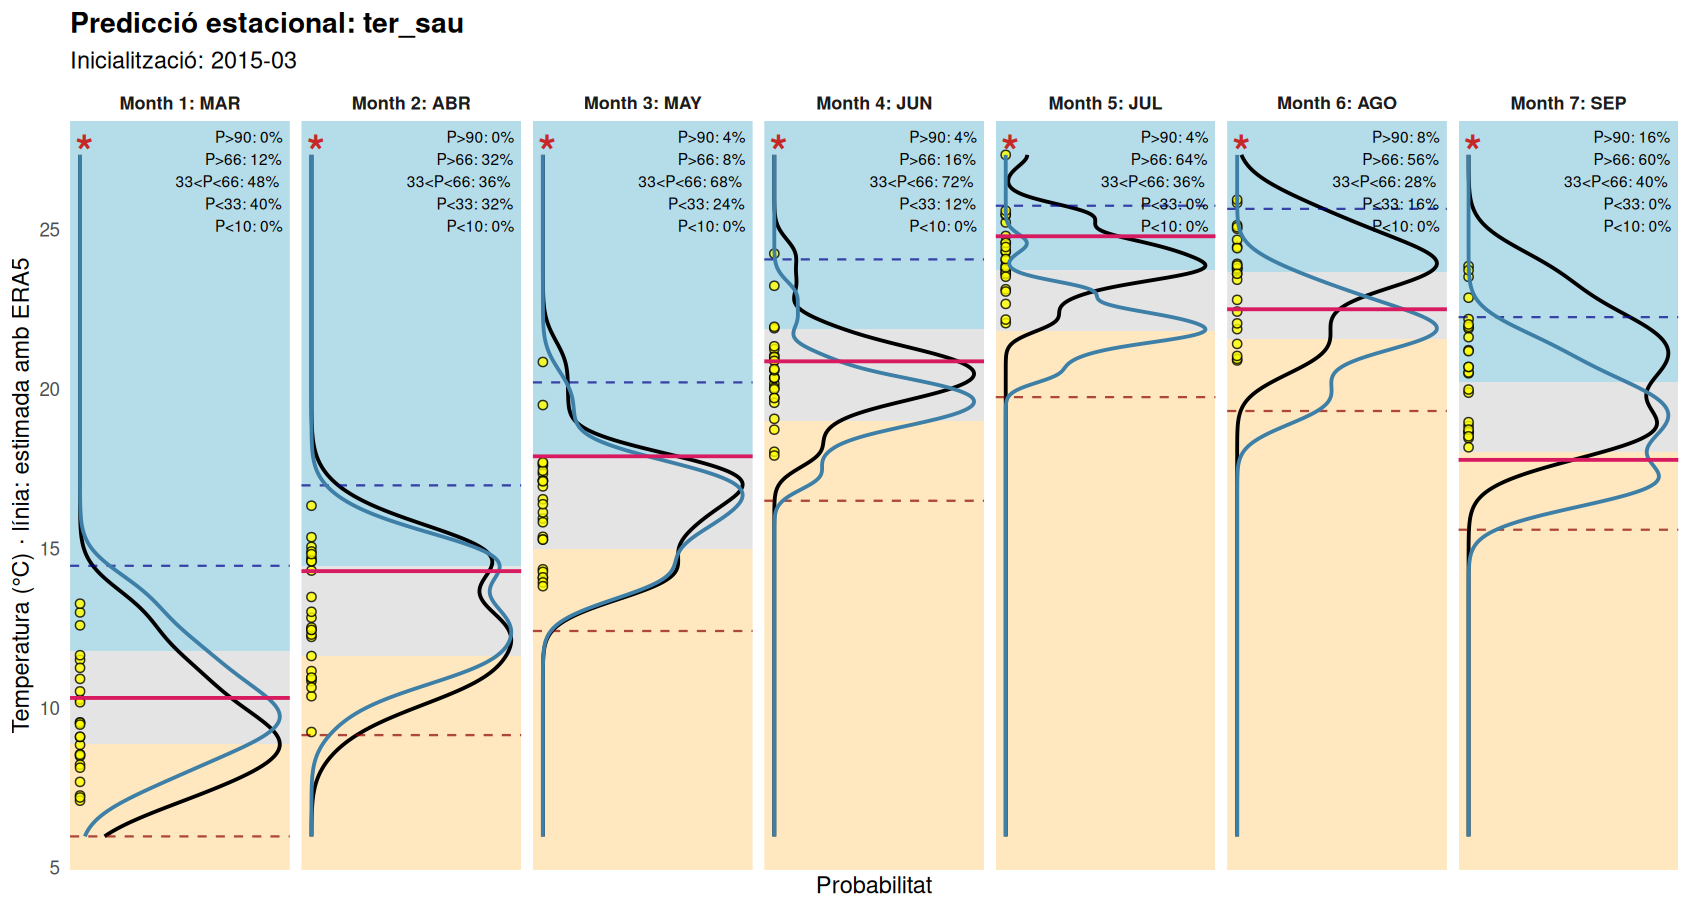 Predicció estacional: ter_sau
Inicialització: 2015-03
Month 1: MAR
Month 2: ABR
Month 3: MAY
Month 4: JUN
Month 5: JUL
Month 6: AGO
Month 7: SEP
*
P>90: 0%
P>66: 12%
33<P<66: 48%
P<33: 40%
P<10: 0%
*
P>90: 0%
P>66: 32%
33<P<66: 36%
P<33: 32%
P<10: 0%
*
P>90: 4%
P>66: 8%
33<P<66: 68%
P<33: 24%
P<10: 0%
*
P>90: 4%
P>66: 16%
33<P<66: 72%
P<33: 12%
P<10: 0%
*
P>90: 4%
P>66: 64%
33<P<66: 36%
P<33: 0%
P<10: 0%
*
P>90: 8%
P>66: 56%
33<P<66: 28%
P<33: 16%
P<10: 0%
*
P>90: 16%
P>66: 60%
33<P<66: 40%
P<33: 0%
P<10: 0%
25
20
15
10
5
Temperatura (°C) · línia: estimada amb ERA5
Probabilitat